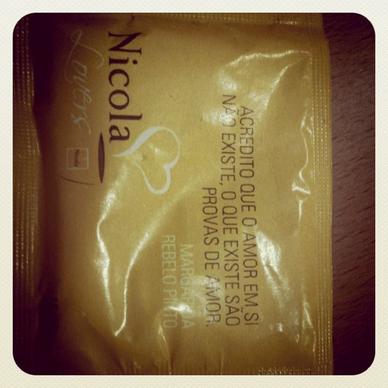 Nicola
Lovers
ACREDITO QUE O AMOR EM SI
NÃO EXISTE, O QUE EXISTE SÃO
PROVAS DE AMOR.
MARGARIDA
REBELO PINTO